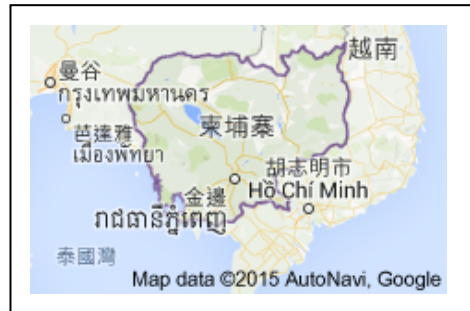 越南
曼谷
กรุงเทพมหานคร
芭達雅
เมืองพัทยา
柬埔寨
胡志明市
Hồ Chí Minh
金邊
រាជធានីភ្នំពេញ
泰國灣
Map data ©2015 AutoNavi, Google